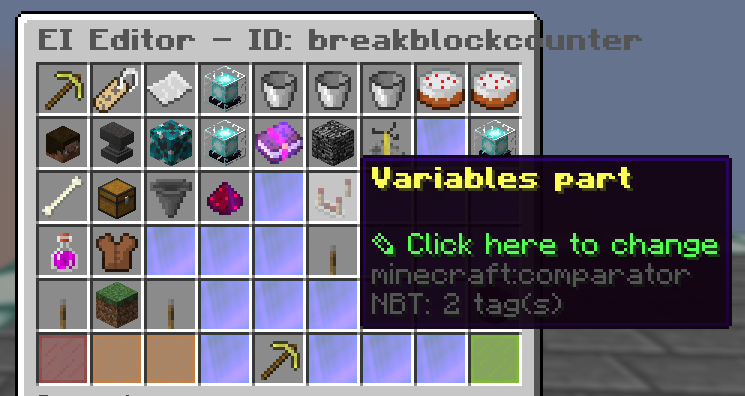 EI Editor - ID: breakblockcounter
Variables part
✎ Click here to change
minecraft:comparator
NBT: 2 tag(s)